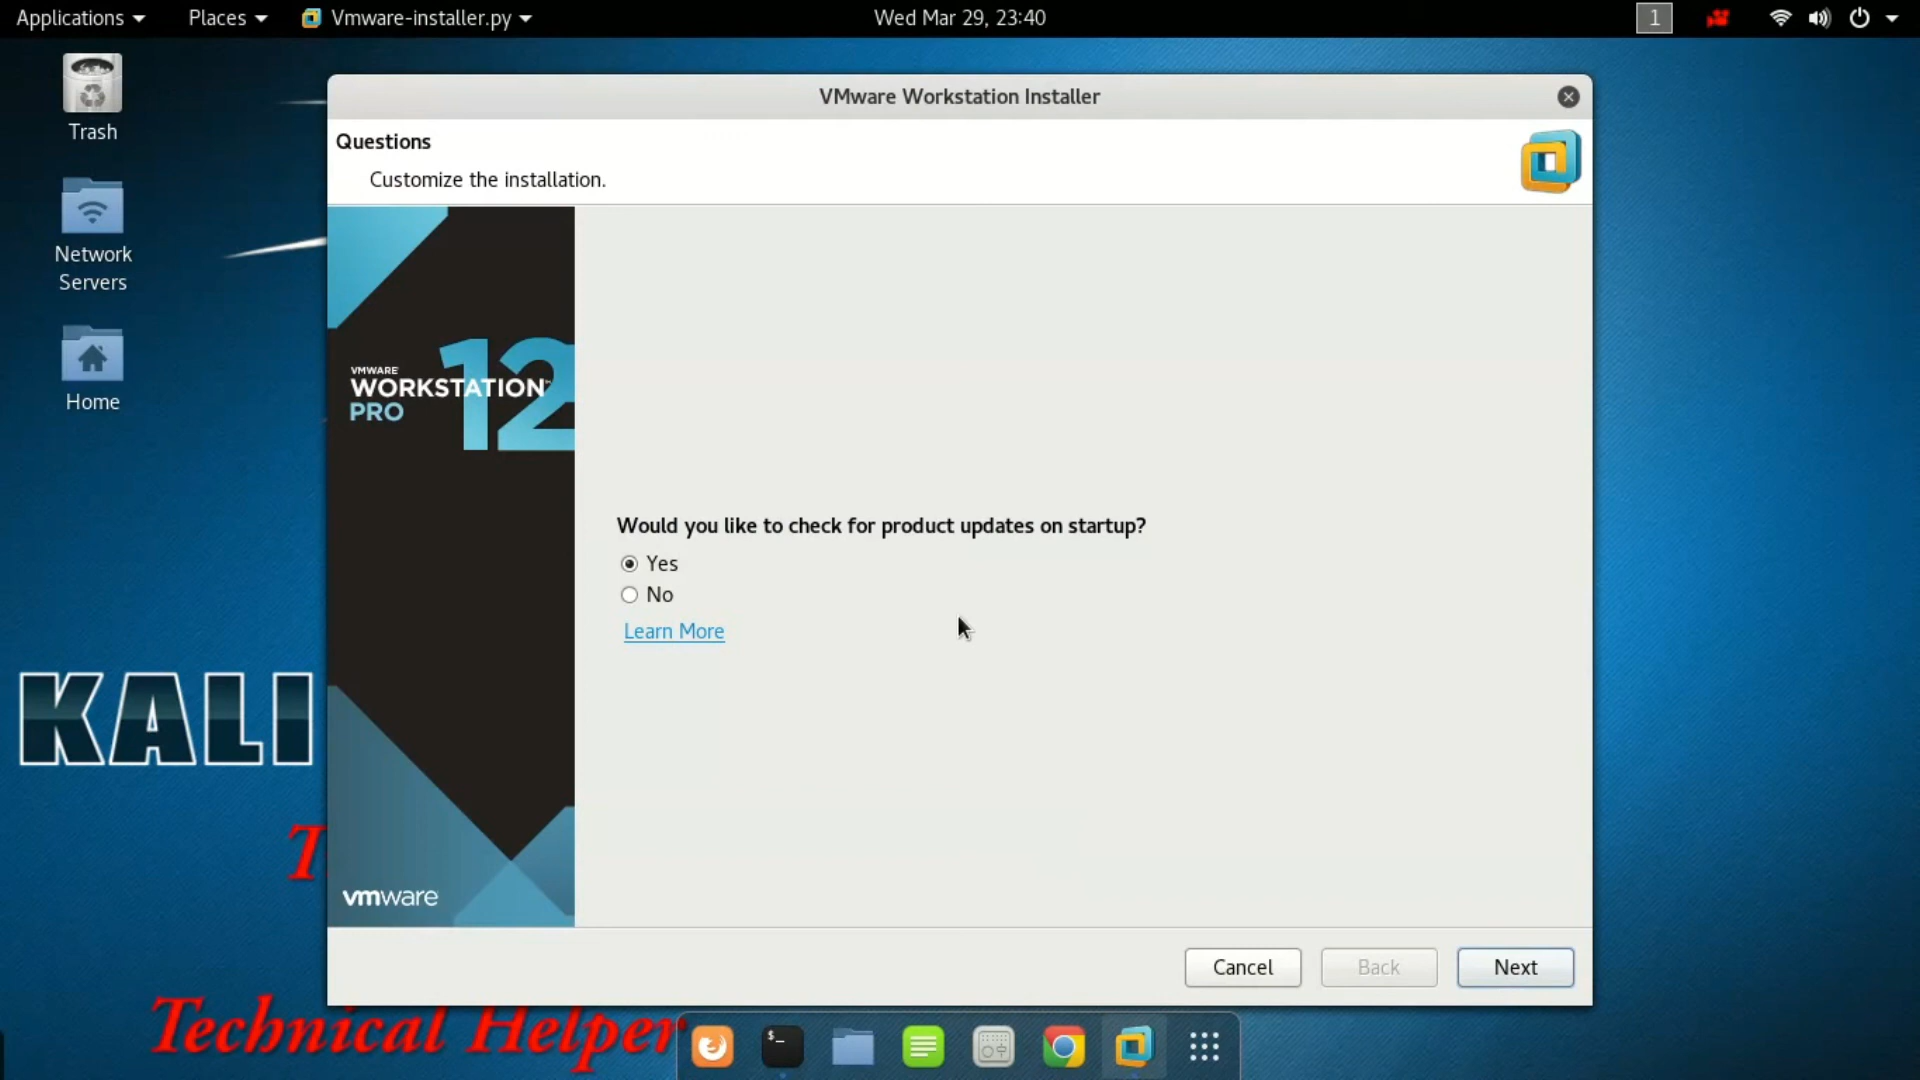 Applications
Places
Vmware-installer.py
Wed Mar 29, 23:40
1
Trash
Network
Servers
Home
VMware Workstation Installer
Questions
Customize the installation.
VMWARE
WORKSTATION 12
PRO
vmware
Would you like to check for product updates on startup?
Yes
No
Learn More
Cancel
Back
Next
KALI
T
Technical Helper